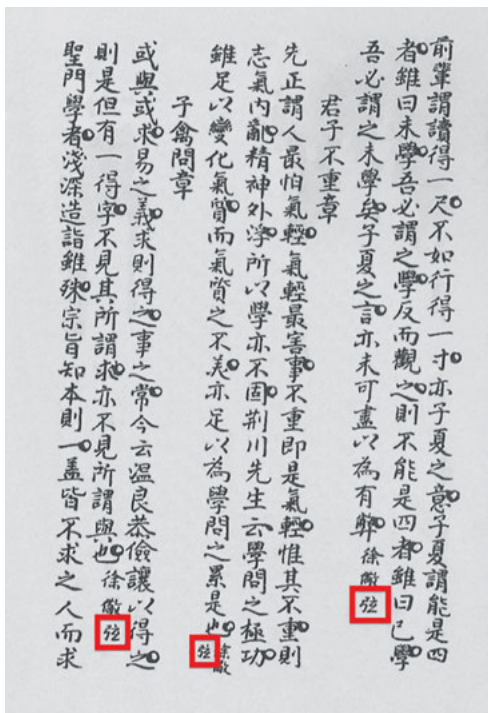 前輩謂讀得一尺不如行得一寸亦子夏之意子夏謂能是四
者雖曰未學吾必謂之學反而觀之則不能是四者雖曰已學
吾必謂之未學矣子夏之言亦未可盡以為有弊徐儆弦
君子不重章
先正謂人最怕氣輕氣輕最害事不重即是氣輕惟其不重則
志氣內亂精神外浮所以學亦不固荊川先生云學問之極功
雖足以變化氣質而氣質之不美亦足以為學問之累是也徐儆弦
子禽問章
或與或求易之義求則得之事之常今云溫良恭儉讓以得之
則是但有一得字不見其所謂求亦不見所謂與也徐儆弦
聖門學者淺深造詣雖殊宗旨知本則一蓋皆不求之人而求